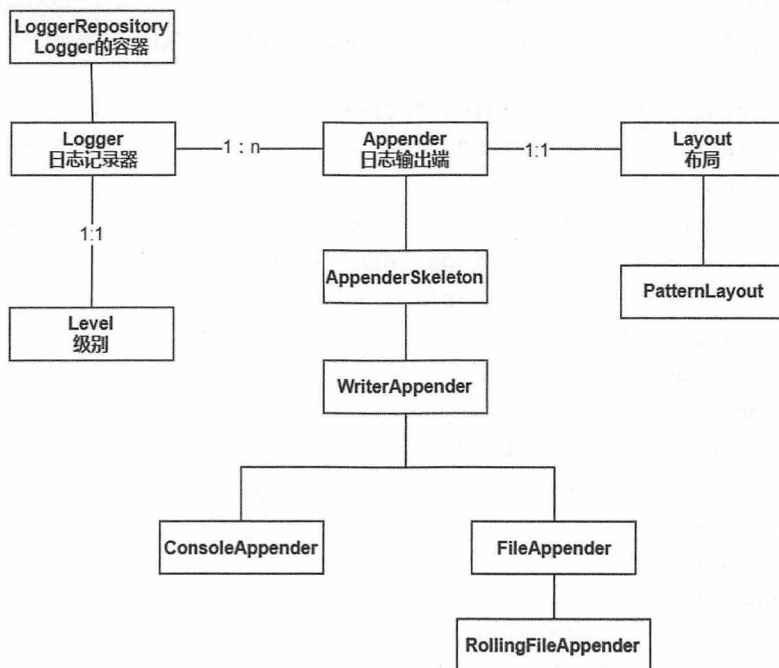 LoggerRepository
Logger的容器
Logger
日志记录器
1：n
Appender
日志输出端
1:1
Layout
布局
1:1
AppenderSkeleton
PatternLayout
Level
级别
WriterAppender
ConsoleAppender
FileAppender
RollingFileAppender